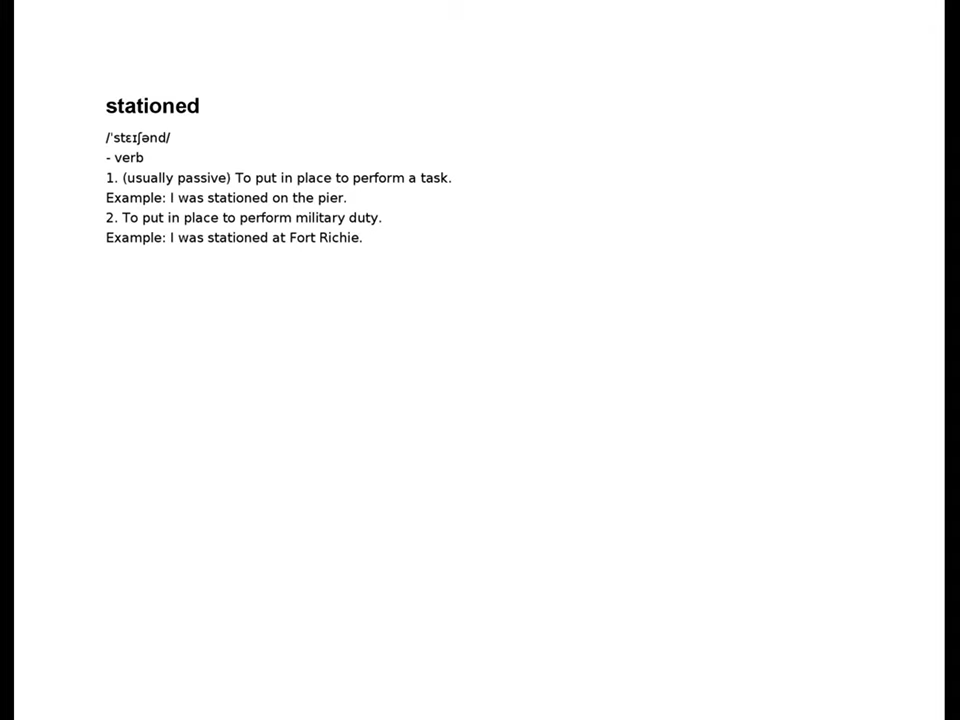 stationed
/ˈstɛɪʃənd/
- verb
1. (usually passive) To put in place to perform a task.
Example: I was stationed on the pier.
2. To put in place to perform military duty.
Example: I was stationed at Fort Richie.